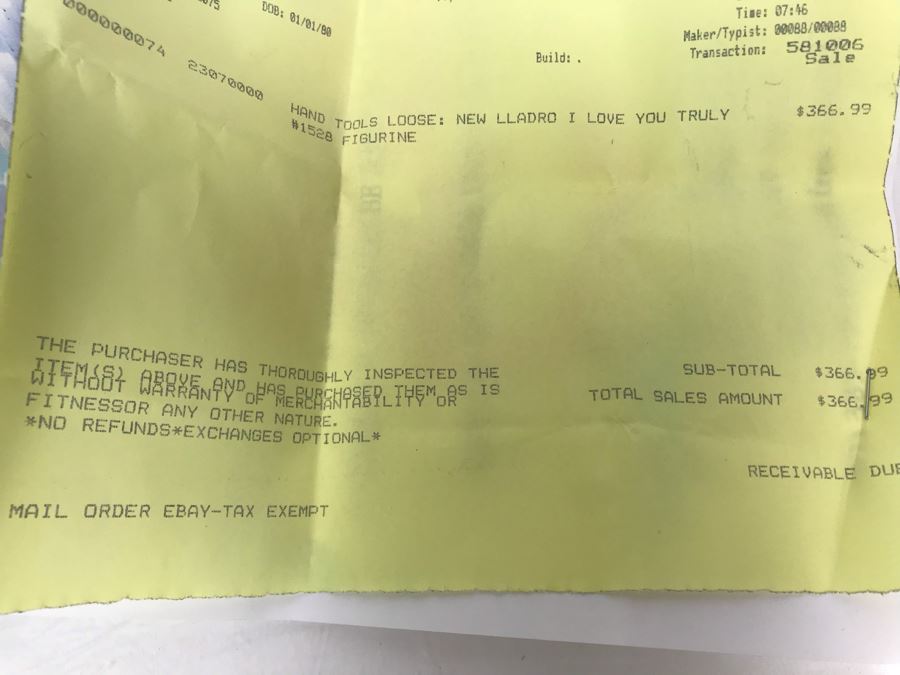 DOB: 01/01/80
Time: 07:46
Maker/Typist: 00088/00088
Build: .
Transaction: 581006
Sale
000000074 23070000
HAND TOOLS LOOSE: NEW LLADRO I LOVE YOU TRULY $366.99
#1528 FIGURINE
THE PURCHASER HAS THOROUGHLY INSPECTED THE
ITEM(S) ABOVE AND HAS PURCHASED THEM AS IS
WITHOUT WARRANTY OF MERCHANTABILITY OR
FITNESSOR ANY OTHER NATURE.
*NO REFUNDS*EXCHANGES OPTIONAL*
SUB-TOTAL $366.99
TOTAL SALES AMOUNT $366.99
RECEIVABLE DUE
MAIL ORDER EBAY-TAX EXEMPT